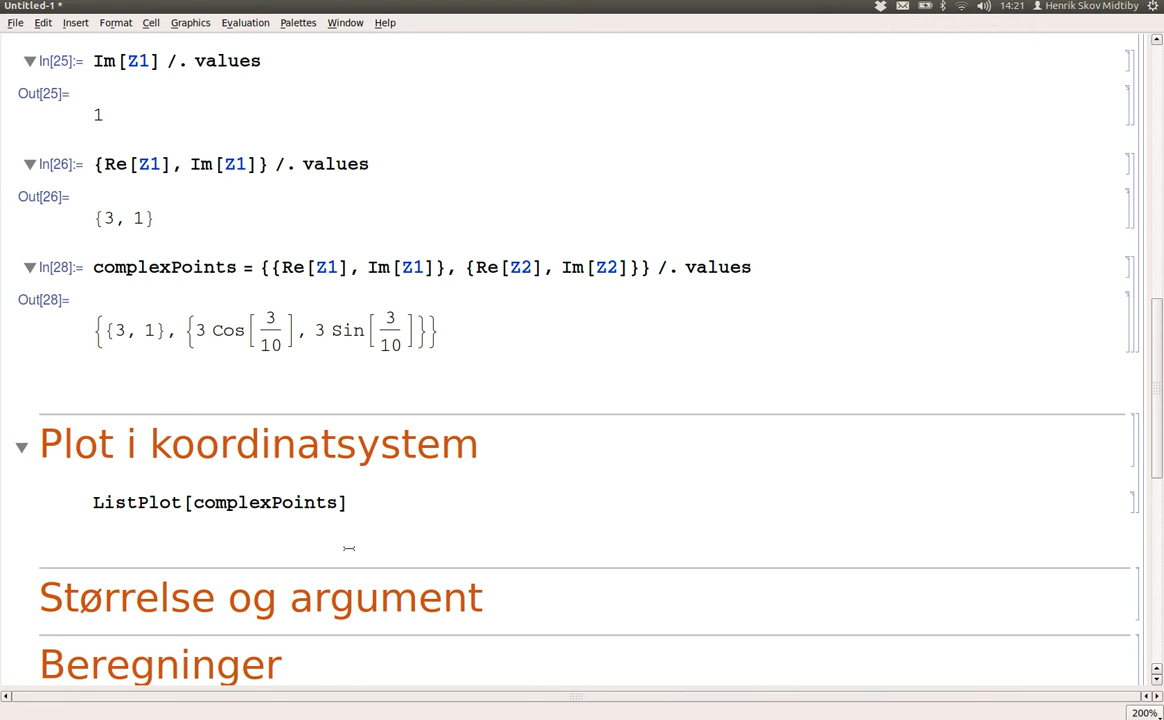 Untitled-1 *
14:21 Henrik Skov Midtiby
File Edit Insert Format Cell Graphics Evaluation Palettes Window Help
In[25]:= Im[Z1] /. values
Out[25]=
1
In[26]:= {Re[Z1], Im[Z1]} /. values
Out[26]=
{3, 1}
In[28]:= complexPoints = {{Re[Z1], Im[Z1]}, {Re[Z2], Im[Z2]}} /. values
Out[28]=
{{3, 1}, {3 Cos[3/10], 3 Sin[3/10]}}
Plot i koordinatsystem
ListPlot[complexPoints]
Størrelse og argument
Beregninger
200%